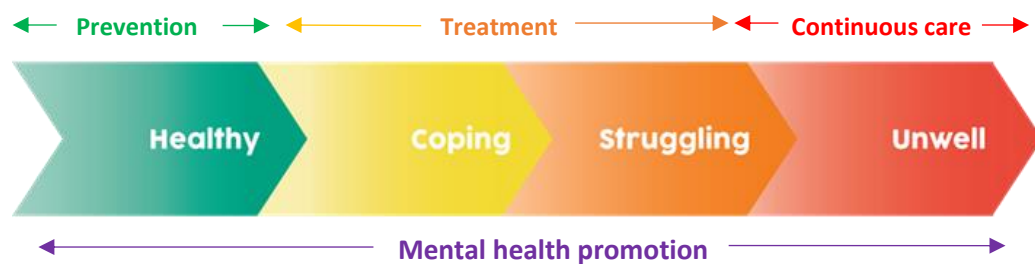 Prevention Treatment Continuous care
Healthy Coping Struggling Unwell
Mental health promotion